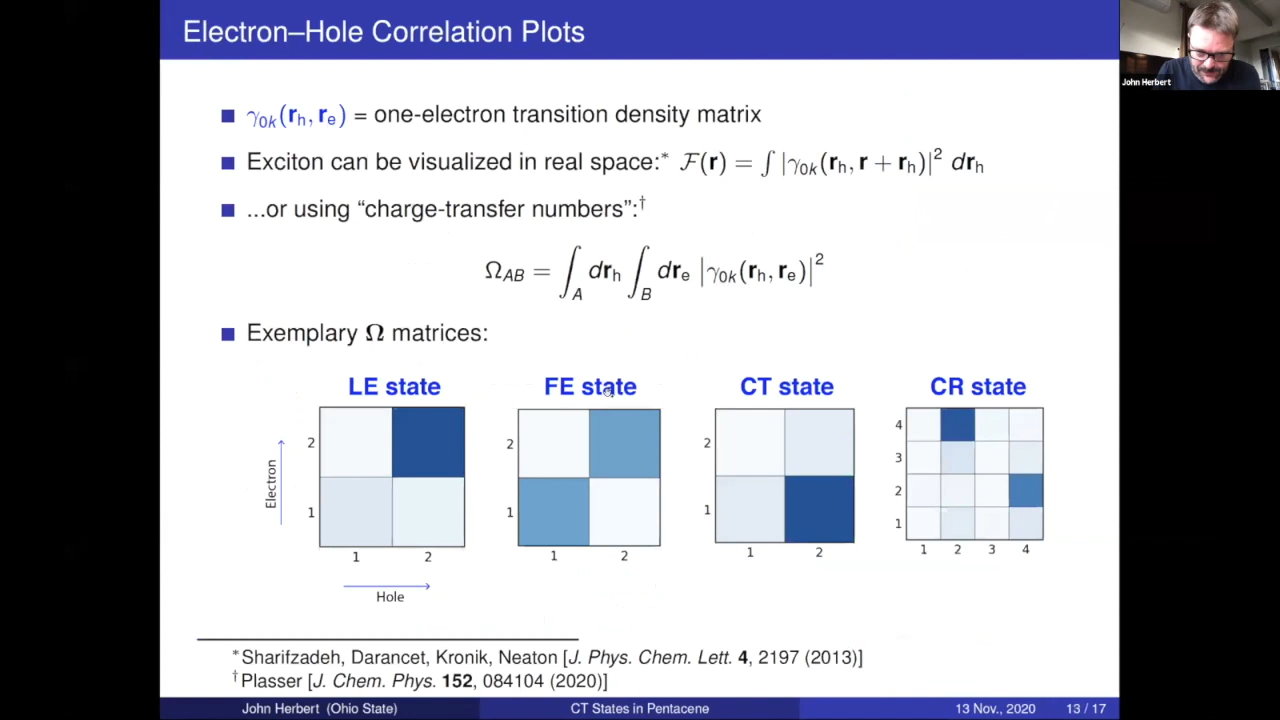 Electron–Hole Correlation Plots
John Herbert
γ0k(rh, re) = one-electron transition density matrix
Exciton can be visualized in real space:* F(r) = ∫ |γ0k(rh, r + rh)|² drh
...or using “charge-transfer numbers”:†
ΩAB = ∫A drh ∫B dre |γ0k(rh, re)|²
Exemplary Ω matrices:
LE state FE state CT state CR state
Electron
2
1
1 2
Hole
2
1
1 2
2
1
1 2
4
3
2
1
1 2 3 4
*Sharifzadeh, Darancet, Kronik, Neaton [J. Phys. Chem. Lett. 4, 2197 (2013)]
†Plasser [J. Chem. Phys. 152, 084104 (2020)]
John Herbert (Ohio State) CT States in Pentacene 13 Nov., 2020 13 / 17